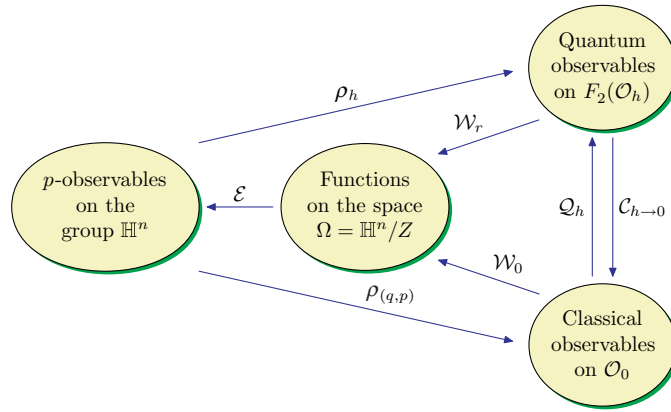 Quantum
observables
on $F_2(\mathcal{O}_h)$
$\rho_h$
$\mathcal{W}_r$
p-observables
on the
group $\mathbb{H}^n$
$\mathcal{E}$
Functions
on the space
$\Omega = \mathbb{H}^n/Z$
$\mathcal{Q}_h$
$\mathcal{C}_{h \to 0}$
$\mathcal{W}_0$
$\rho_{(q,p)}$
Classical
observables
on $\mathcal{O}_0$